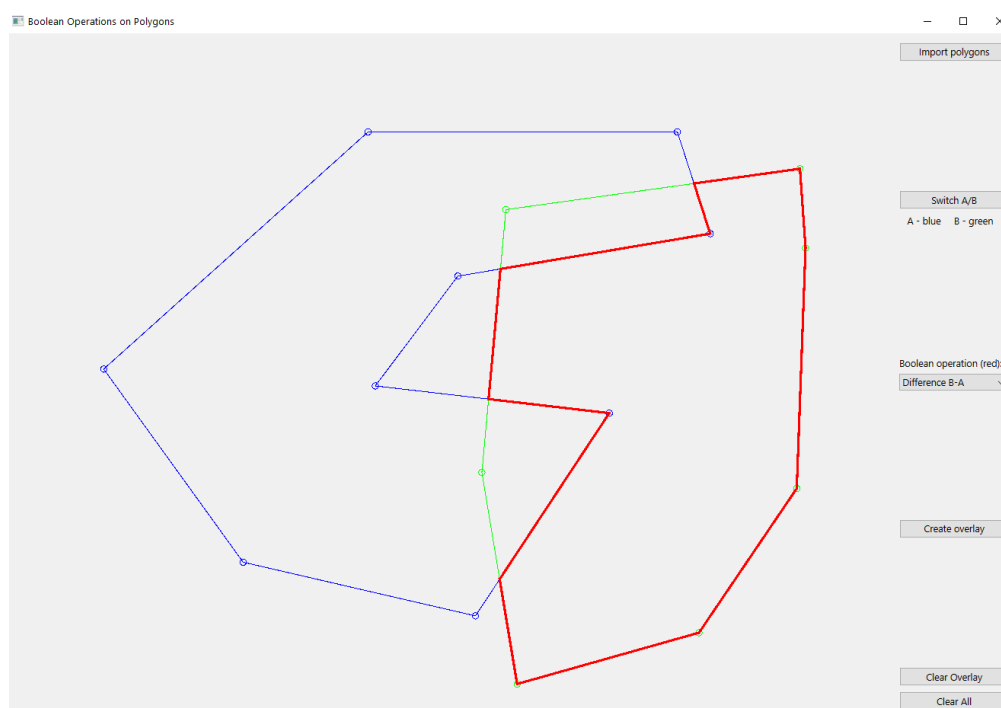 Boolean Operations on Polygons
Import polygons
Switch A/B
A - blue B - green
Boolean operation (red):
Difference B-A
Create overlay
Clear Overlay
Clear All